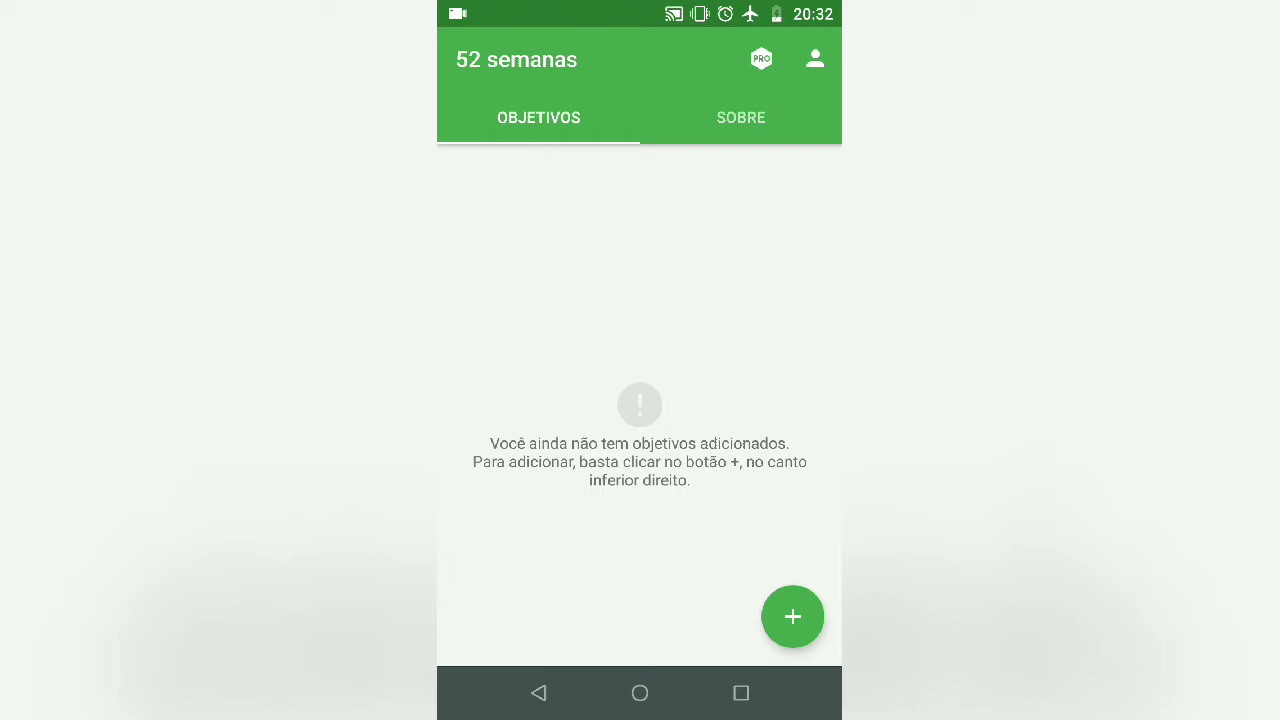 20:32
52 semanas
PRO
OBJETIVOS
SOBRE
Você ainda não tem objetivos adicionados.
Para adicionar, basta clicar no botão +, no canto
inferior direito.